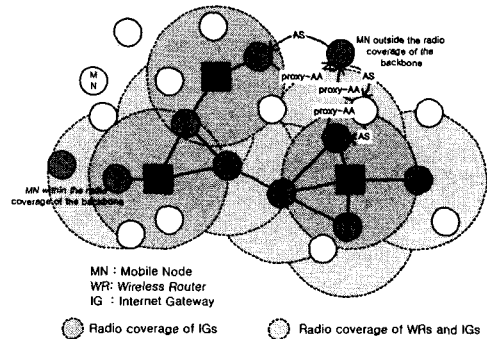 AS
MN outside the radio
coverage of the
backbone
M
N
proxy-AA
AS
proxy-AA
proxy-AA
AS
MN within the radio
coverage of the backbone
MN : Mobile Node
WR: Wireless Router
IG : Internet Gateway
Radio coverage of IGs
Radio coverage of WRs and IGs